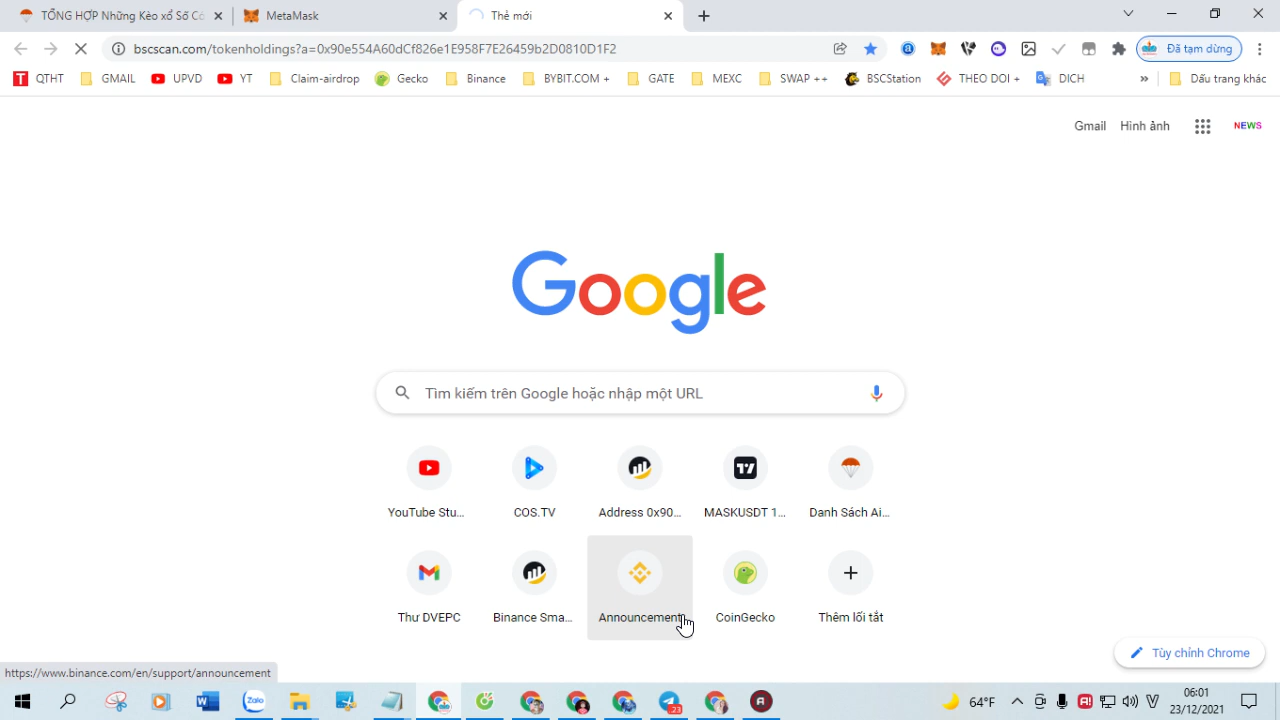 TỔNG HỢP Những Kèo xổ Số Cơ
MetaMask
Thẻ mới
bscscan.com/tokenholdings?a=0x90e554A60dCf826e1E958F7E26459b2D0810D1F2
Đã tạm dừng
QTHT
GMAIL
UPVD
YT
Claim-airdrop
Gecko
Binance
BYBIT.COM +
GATE
MEXC
SWAP ++
BSCStation
THEO DOI +
DICH
»
Dấu trang khác
Gmail
Hình ảnh
NEWS
Google
Tìm kiếm trên Google hoặc nhập một URL
YouTube Stu...
COS.TV
Address 0x90...
MASKUSDT 1...
Danh Sách Ai...
Thư DVEPC
Binance Sma...
Announcement
CoinGecko
Thêm lối tắt
Tùy chỉnh Chrome
https://www.binance.com/en/support/announcement
Zalo
23
64°F
06:01
23/12/2021